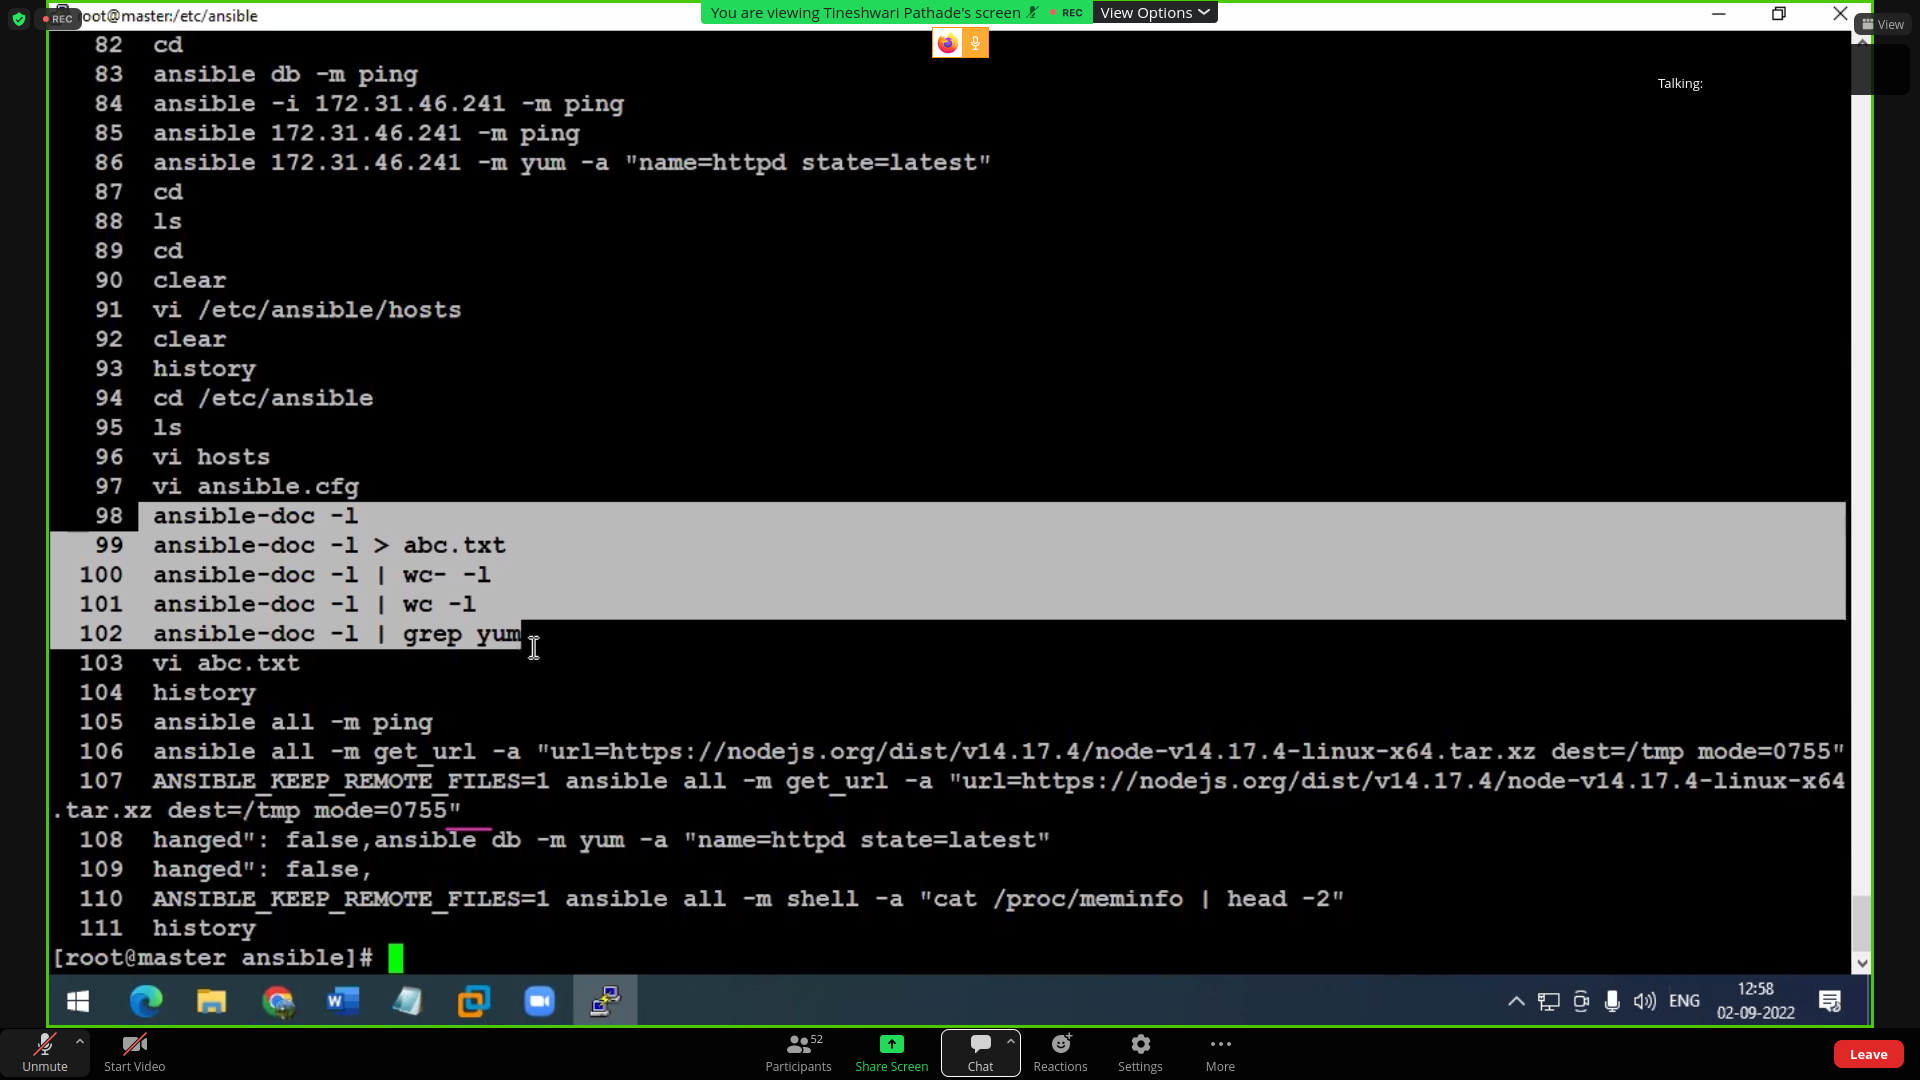 REC
root@master:/etc/ansible
You are viewing Tineshwari Pathade's screen
REC
View Options
View
Talking:
82 cd
83 ansible db -m ping
84 ansible -i 172.31.46.241 -m ping
85 ansible 172.31.46.241 -m ping
86 ansible 172.31.46.241 -m yum -a "name=httpd state=latest"
87 cd
88 ls
89 cd
90 clear
91 vi /etc/ansible/hosts
92 clear
93 history
94 cd /etc/ansible
95 ls
96 vi hosts
97 vi ansible.cfg
98 ansible-doc -l
99 ansible-doc -l > abc.txt
100 ansible-doc -l | wc- -l
101 ansible-doc -l | wc -l
102 ansible-doc -l | grep yum
103 vi abc.txt
104 history
105 ansible all -m ping
106 ansible all -m get_url -a "url=https://nodejs.org/dist/v14.17.4/node-v14.17.4-linux-x64.tar.xz dest=/tmp mode=0755"
107 ANSIBLE_KEEP_REMOTE_FILES=1 ansible all -m get_url -a "url=https://nodejs.org/dist/v14.17.4/node-v14.17.4-linux-x64
.tar.xz dest=/tmp mode=0755"
108 hanged": false,ansible db -m yum -a "name=httpd state=latest"
109 hanged": false,
110 ANSIBLE_KEEP_REMOTE_FILES=1 ansible all -m shell -a "cat /proc/meminfo | head -2"
111 history
[root@master ansible]#
ENG
12:58
02-09-2022
Unmute
Start Video
52
Participants
Share Screen
Chat
Reactions
Settings
More
Leave